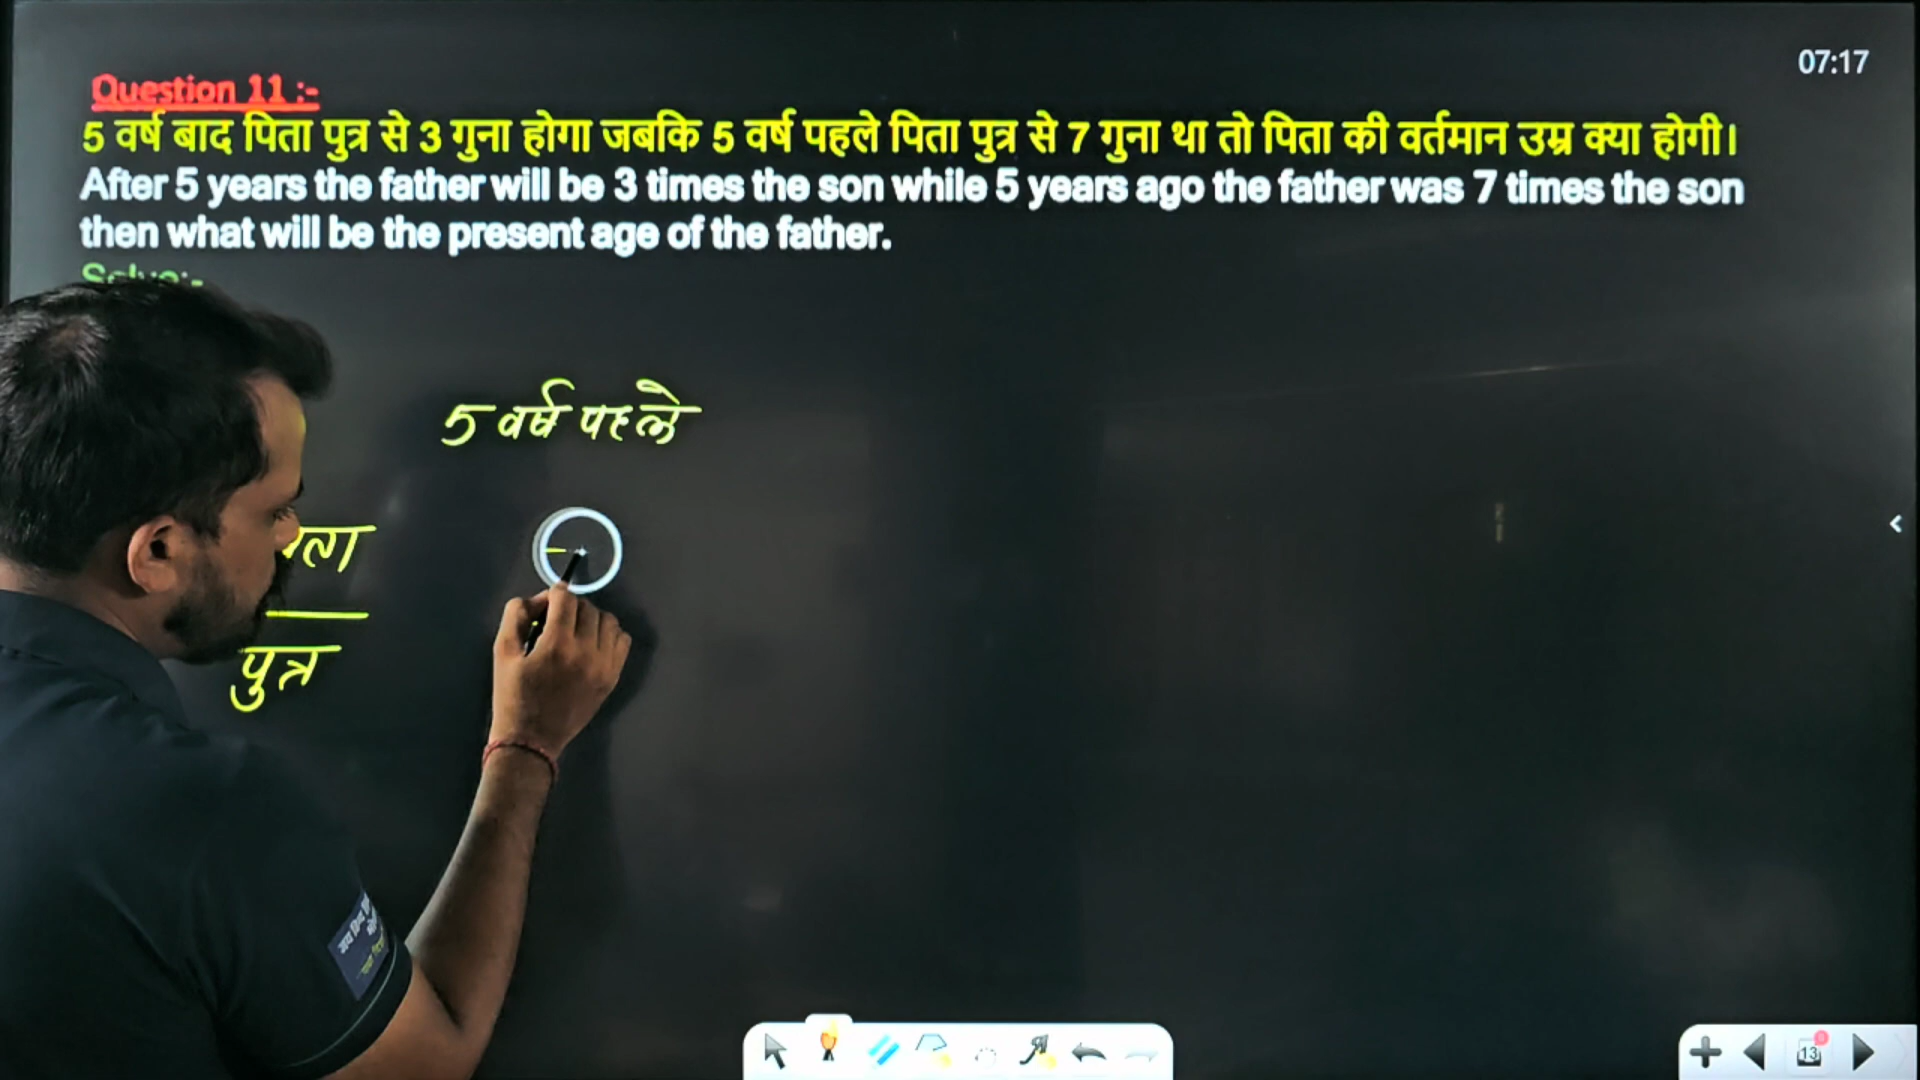 07:17
Question 11 :-
5 वर्ष बाद पिता पुत्र से 3 गुना होगा जबकि 5 वर्ष पहले पिता पुत्र से 7 गुना था तो पिता की वर्तमान उम्र क्या होगी।
After 5 years the father will be 3 times the son while 5 years ago the father was 7 times the son
then what will be the present age of the father.
Solve:-
5 वर्ष पहले
पुत्र
13